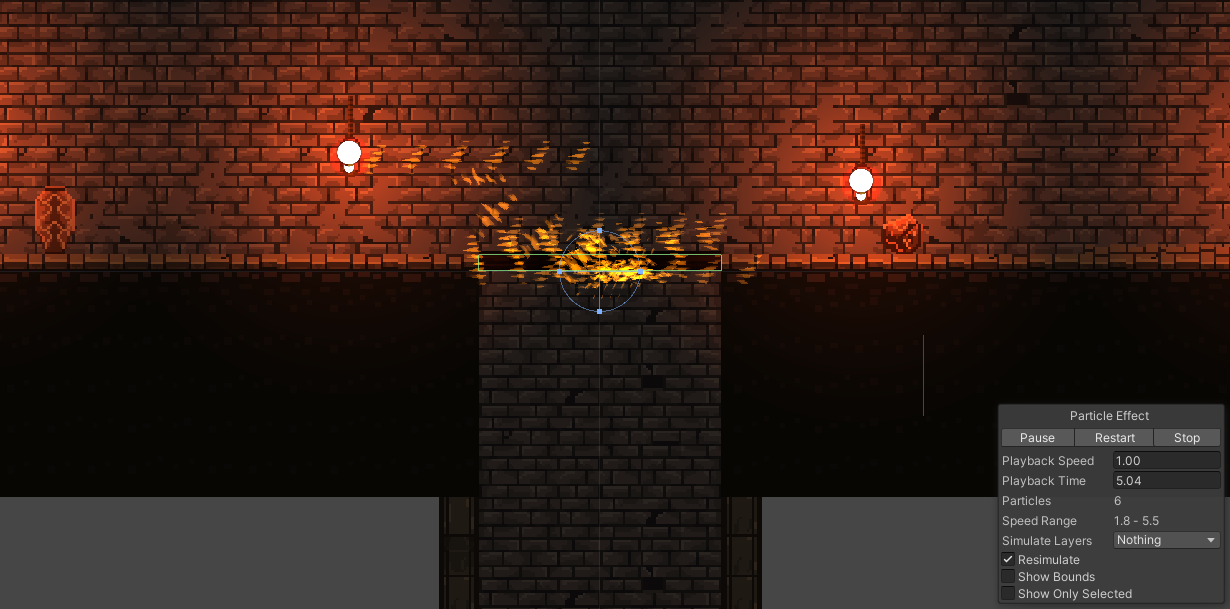 Particle Effect
Pause Restart Stop
Playback Speed 1.00
Playback Time 5.04
Particles 6
Speed Range 1.8 - 5.5
Simulate Layers Nothing
Resimulate
Show Bounds
Show Only Selected